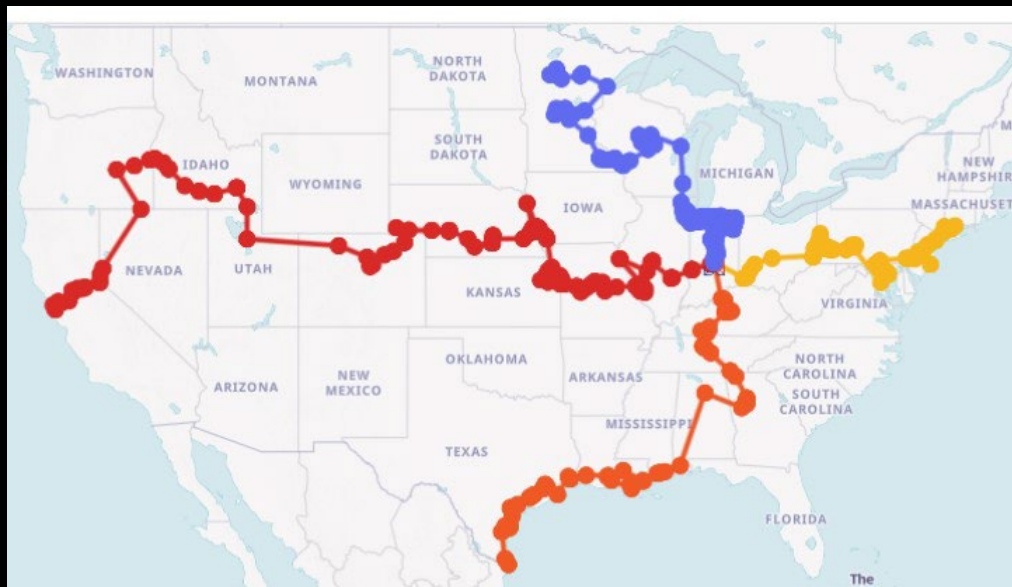 WASHINGTON
MONTANA
NORTH
DAKOTA
SOUTH
DAKOTA
IDAHO
WYOMING
MICHIGAN
NEW
HAMPSHIR
MASSACHUSET
M
IOWA
NEVADA
UTAH
KANSAS
VIRGINIA
OKLAHOMA
ARKANSAS
NORTH
CAROLINA
SOUTH
CAROLINA
ARIZONA
NEW
MEXICO
MISSISSIPPI
TEXAS
FLORIDA
The